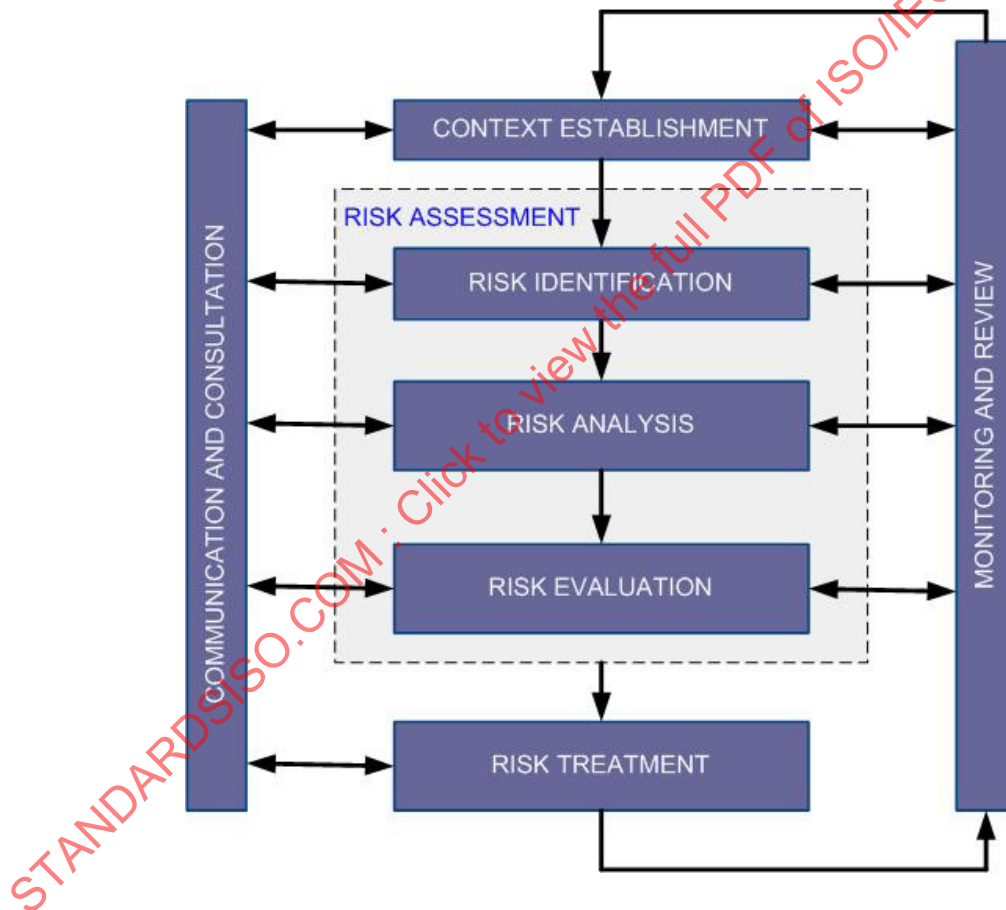 CONTEXT ESTABLISHMENT
RISK ASSESSMENT
RISK IDENTIFICATION
RISK ANALYSIS
RISK EVALUATION
RISK TREATMENT
COMMUNICATION AND CONSULTATION
MONITORING AND REVIEW
STANDARDSISO.COM : Click to view the full PDF of ISO/IEC